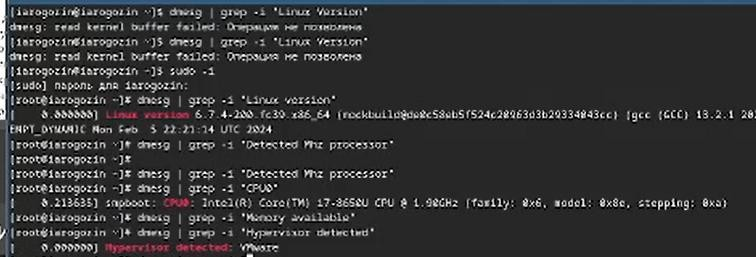 [iarogozin@iarogozin ~]$ dmesg | grep -i "Linux Version"
dmesg: read kernel buffer failed: Операция не позволена
[iarogozin@iarogozin ~]$ dmesg | grep -i "Linux Version"
dmesg: read kernel buffer failed: Операция не позволена
[iarogozin@iarogozin ~]$ sudo -i
[sudo] пароль для iarogozin:
[root@iarogozin ~]# dmesg | grep -i "Linux version"
[    0.000000] Linux version 6.7.4-200.fc39.x86_64 (mockbuild@de0c58eb5f524c20963d3b29334043cc) (gcc (GCC) 13.2.1
EMPT_DYNAMIC Mon Feb  5 22:21:14 UTC 2024
[root@iarogozin ~]# dmesg | grep -i "Detected Mhz processor"
[root@iarogozin ~]#
[root@iarogozin ~]# dmesg | grep -i "Detected Mhz processor"
[root@iarogozin ~]# dmesg | grep -i "CPU0"
[    0.213635] smpboot: CPU0: Intel(R) Core(TM) i7-8650U CPU @ 1.90GHz (family: 0x6, model: 0x8e, stepping: 0xa)
[root@iarogozin ~]# dmesg | grep -i "Memory available"
[root@iarogozin ~]# dmesg | grep -i "Hypervisor detected"
[    0.000000] Hypervisor detected: VMware